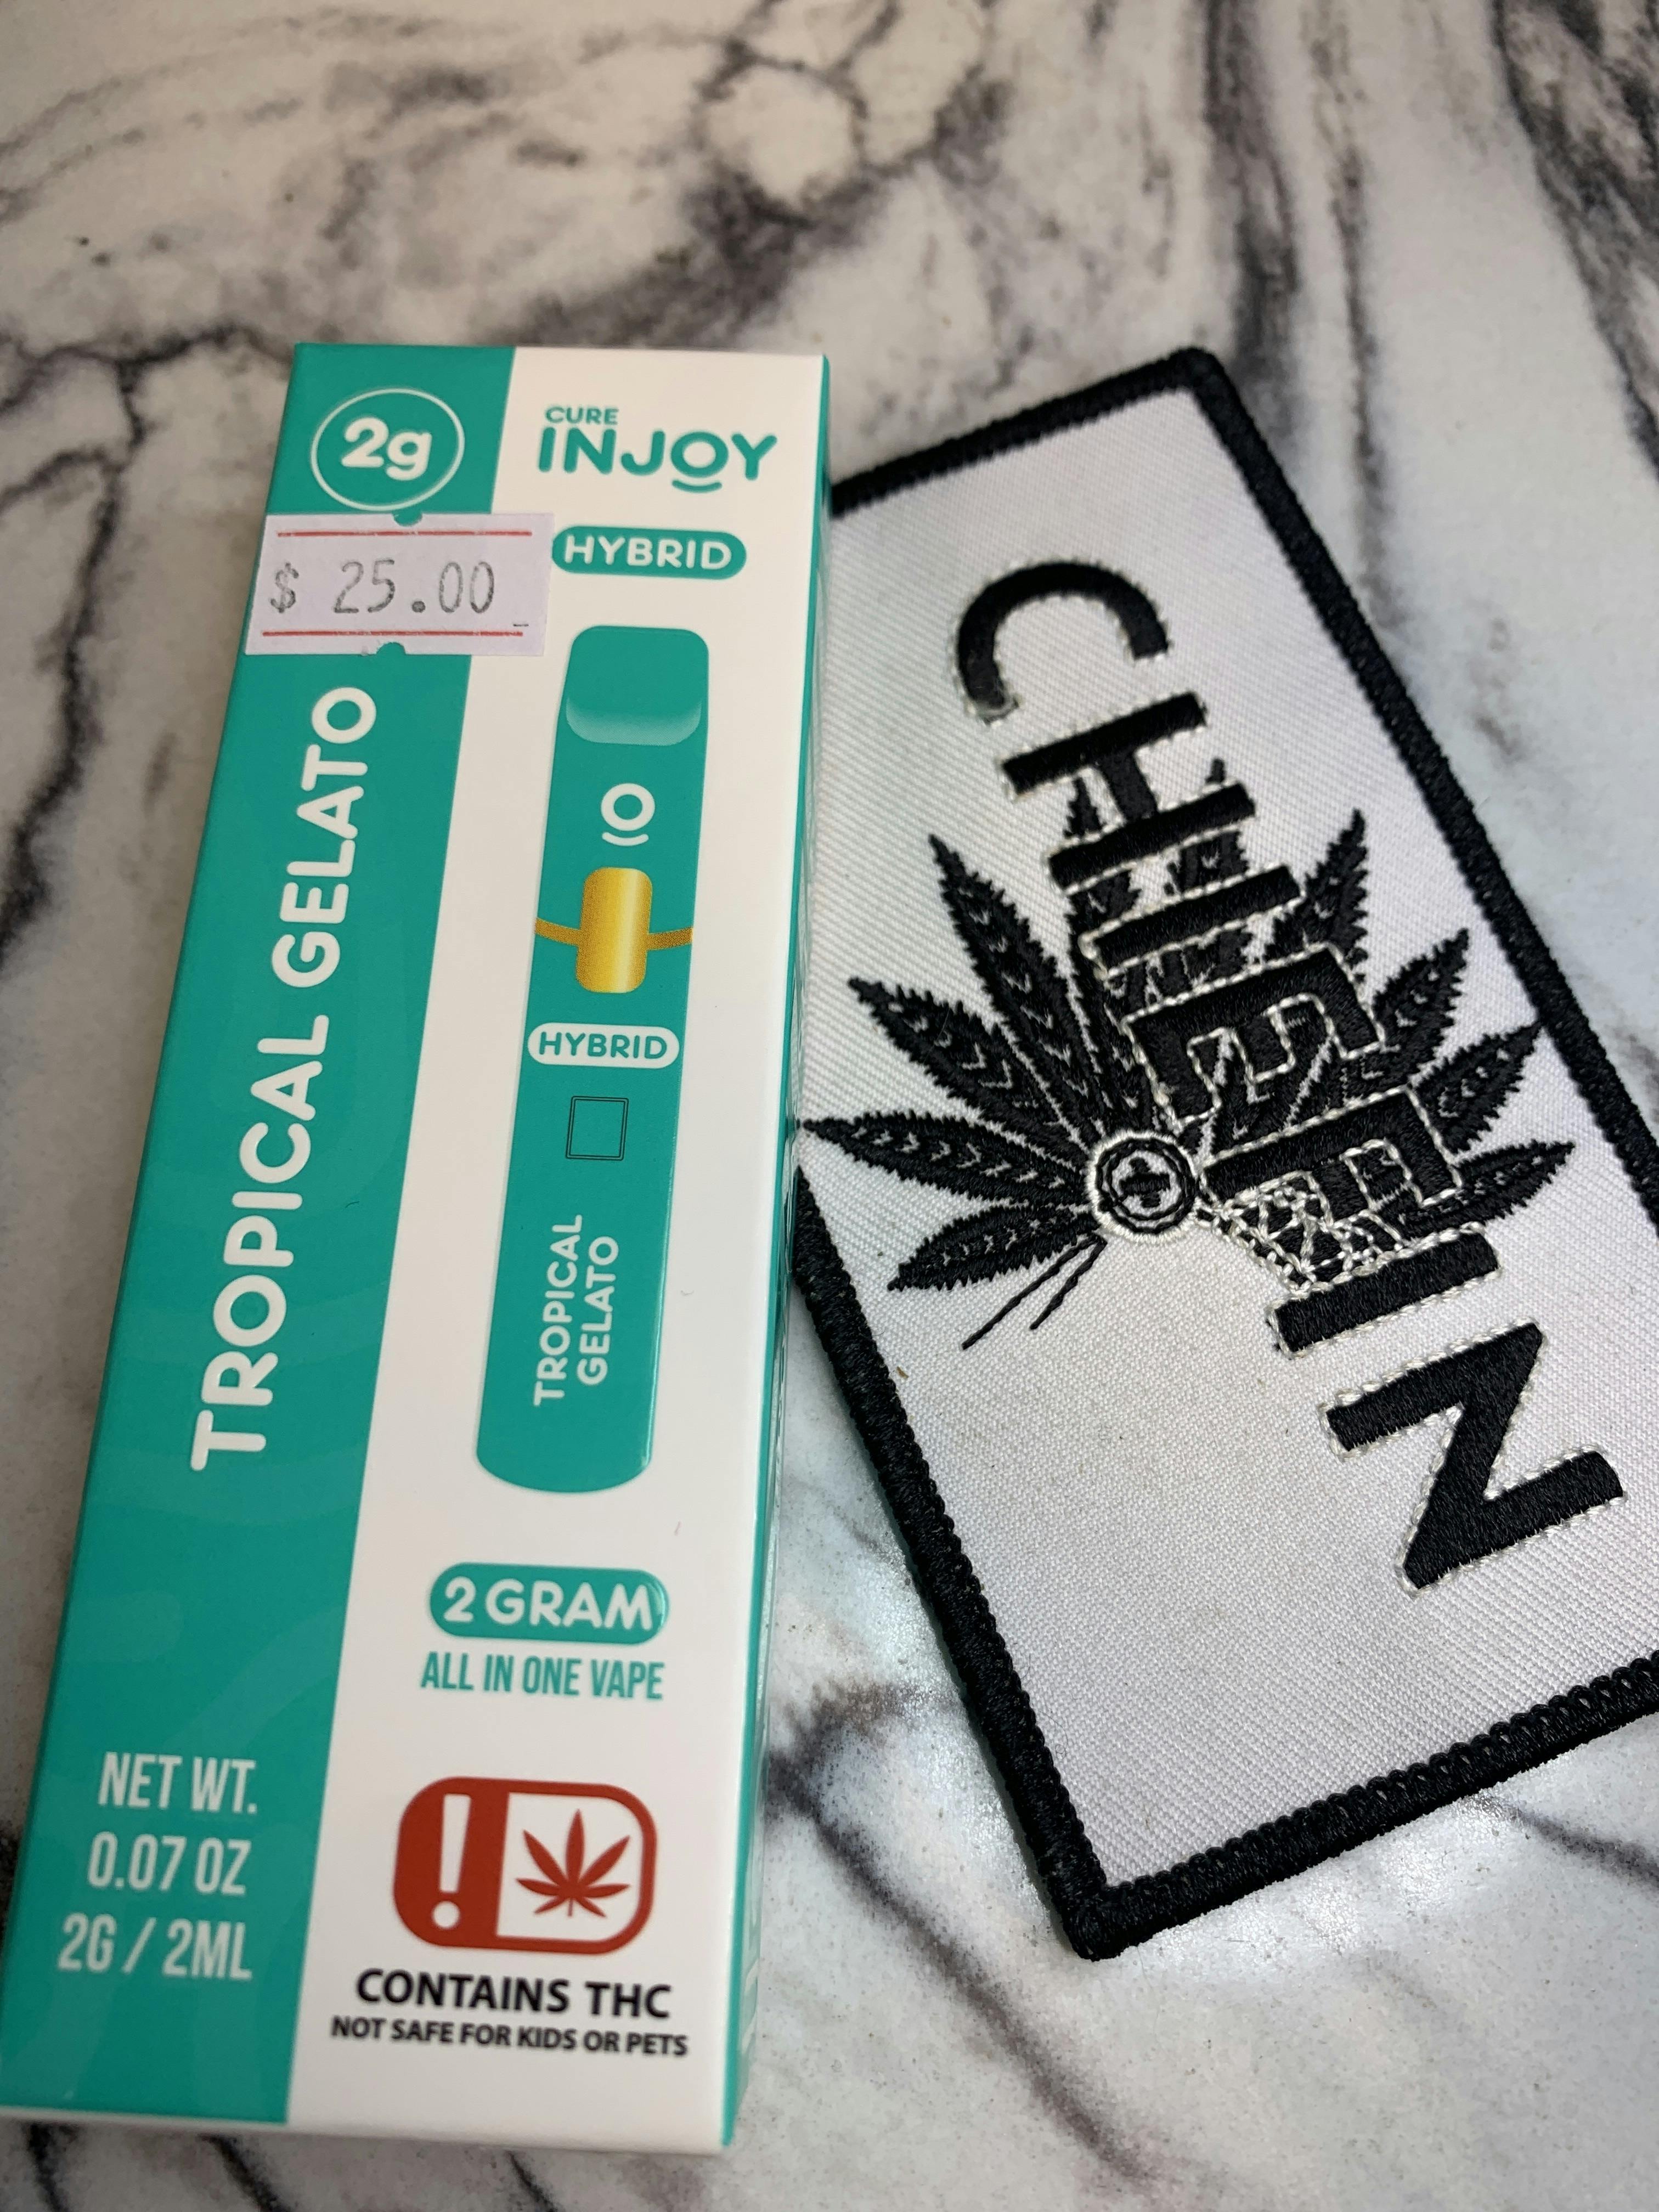 2g
CURE
INJOY
HYBRID
$ 25.00
TROPICAL GELATO
HYBRID
TROPICAL
GELATO
2 GRAM
ALL IN ONE VAPE
NET WT.
0.07 OZ
2G / 2ML
CONTAINS THC
NOT SAFE FOR KIDS OR PETS
CHIEFIN